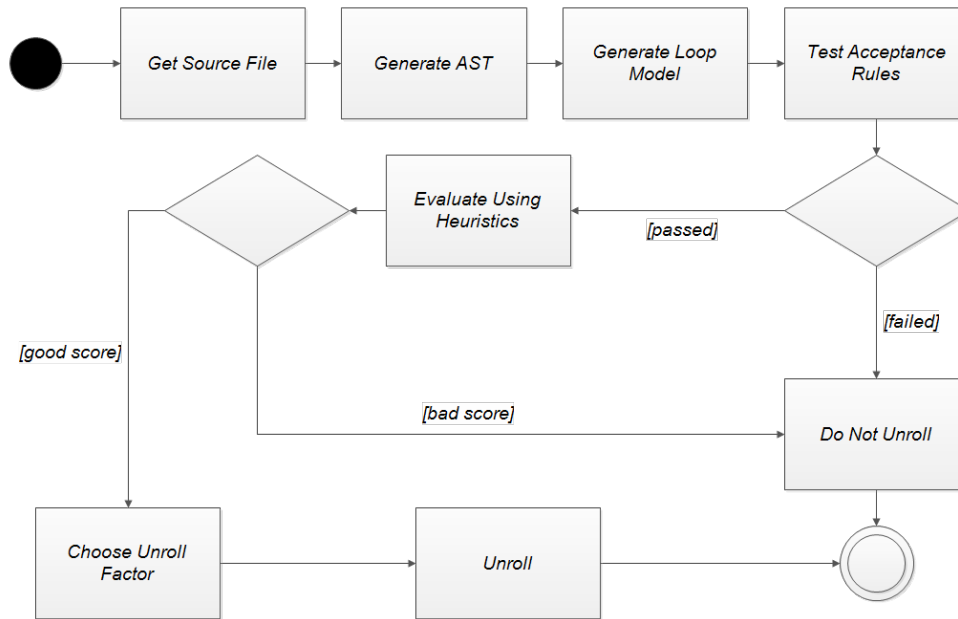 Get Source File
Generate AST
Generate Loop
Model
Test Acceptance
Rules
Evaluate Using
Heuristics
[passed]
[failed]
[good score]
[bad score]
Do Not Unroll
Choose Unroll
Factor
Unroll